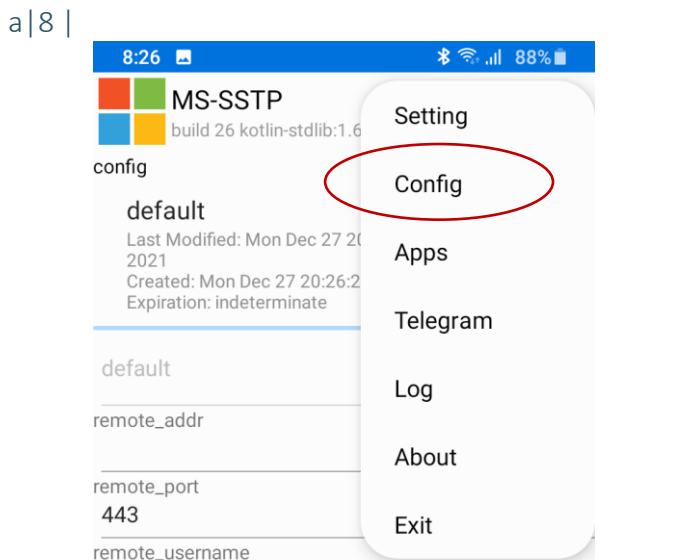 a|8 |
8:26 88%
MS-SSTP
build 26 kotlin-stdlib:1.6
config
default
Last Modified: Mon Dec 27 20
2021
Created: Mon Dec 27 20:26:2
Expiration: indeterminate
default
remote_addr
remote_port
443
remote_username
Setting
Config
Apps
Telegram
Log
About
Exit